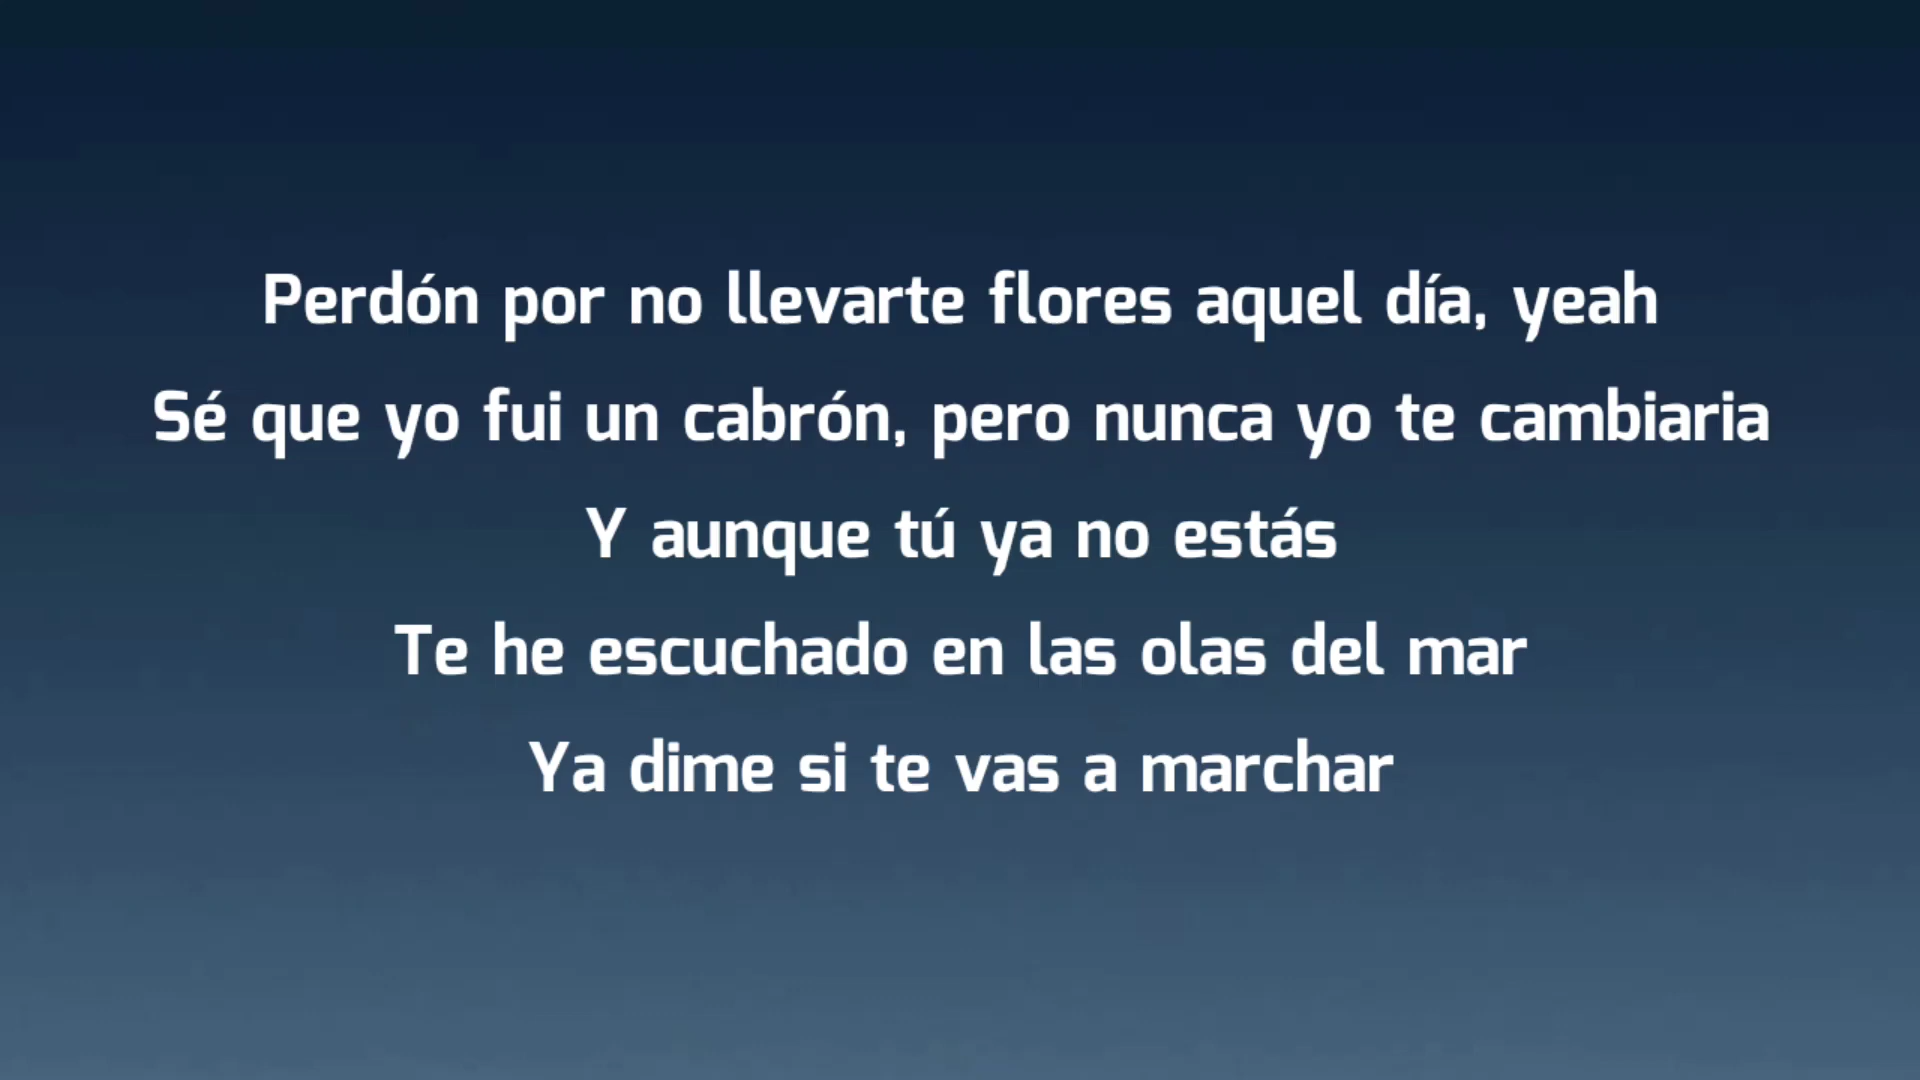 Perdón por no llevarte flores aquel día, yeah
Sé que yo fui un cabrón, pero nunca yo te cambiaria
Y aunque tú ya no estás
Te he escuchado en las olas del mar
Ya dime si te vas a marchar